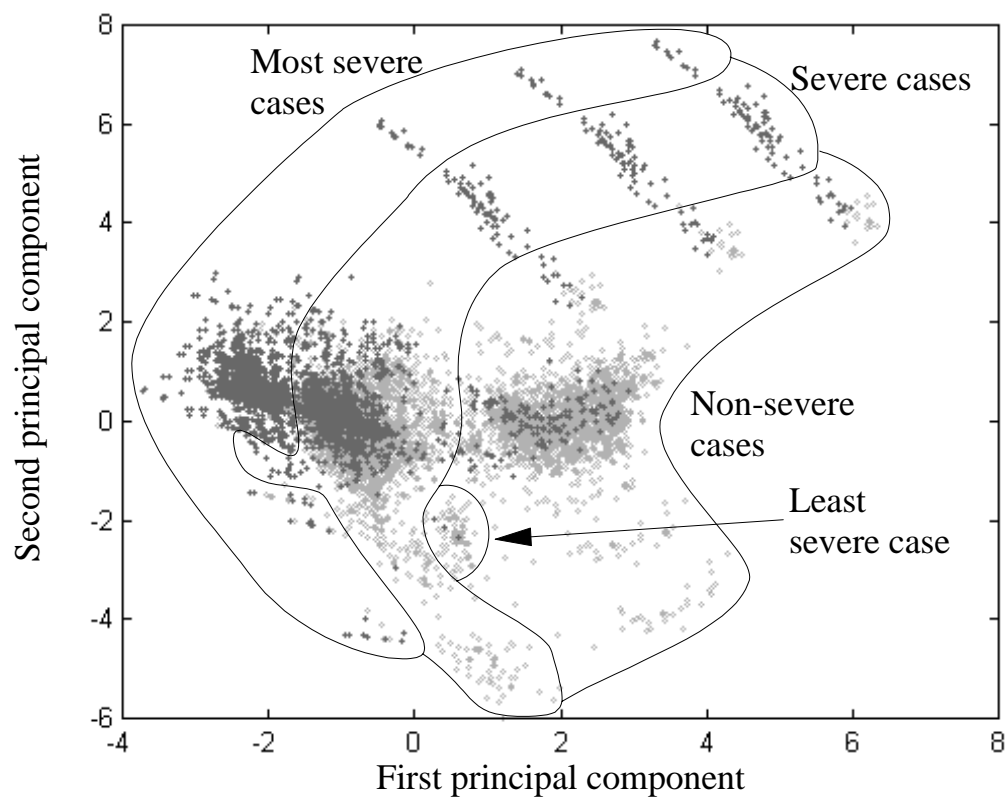 8
6
4
2
0
-2
-4
-6
-4
-2
0
2
4
6
8
Second principal component
First principal component
Most severe
cases
Severe cases
Non-severe
cases
Least
severe case